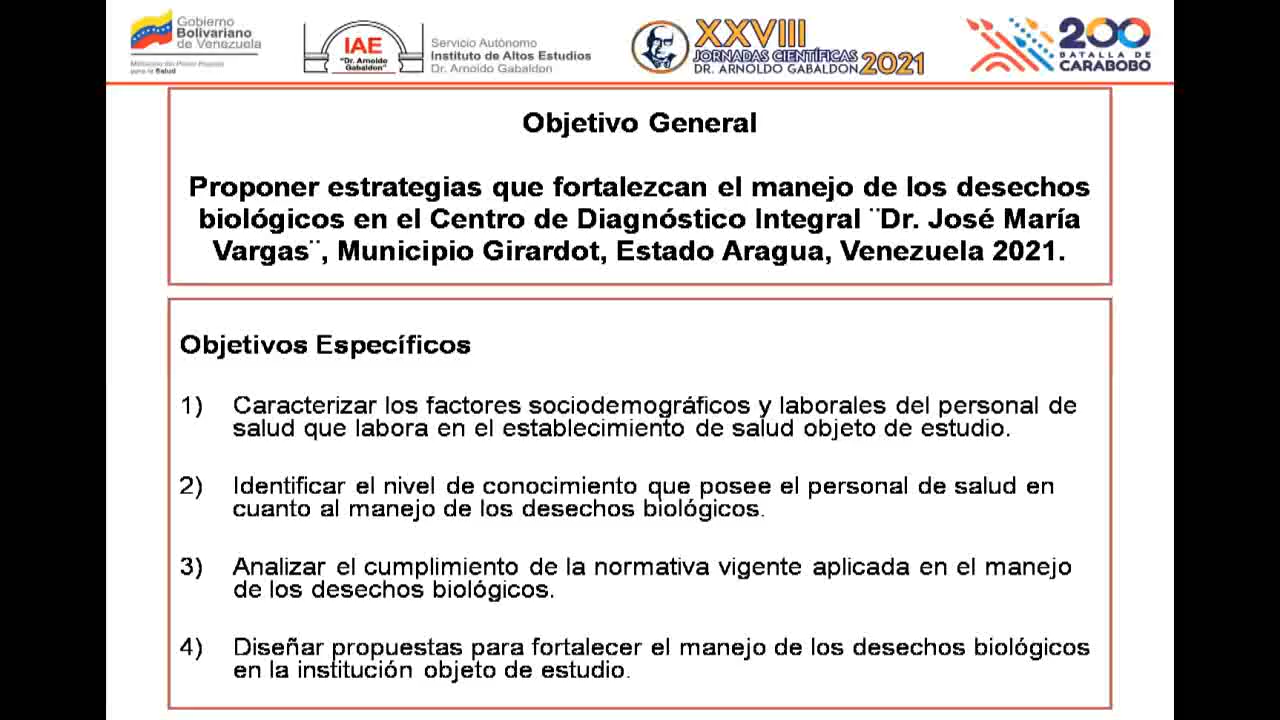 Gobierno
Bolivariano
de Venezuela
Ministerio del Poder Popular
para la Salud
IAE
"Dr. Arnoldo
Gabaldon"
Servicio Autónomo
Instituto de Altos Estudios
Dr. Arnoldo Gabaldon
XXVIII
JORNADAS CIENTÍFICAS
DR. ARNOLDO GABALDON 2021
200
BATALLA DE
CARABOBO
Objetivo General
Proponer estrategias que fortalezcan el manejo de los desechos
biológicos en el Centro de Diagnóstico Integral ¨Dr. José María
Vargas¨, Municipio Girardot, Estado Aragua, Venezuela 2021.
Objetivos Específicos
1) Caracterizar los factores sociodemográficos y laborales del personal de
salud que labora en el establecimiento de salud objeto de estudio.
2) Identificar el nivel de conocimiento que posee el personal de salud en
cuanto al manejo de los desechos biológicos.
3) Analizar el cumplimiento de la normativa vigente aplicada en el manejo
de los desechos biológicos.
4) Diseñar propuestas para fortalecer el manejo de los desechos biológicos
en la institución objeto de estudio.